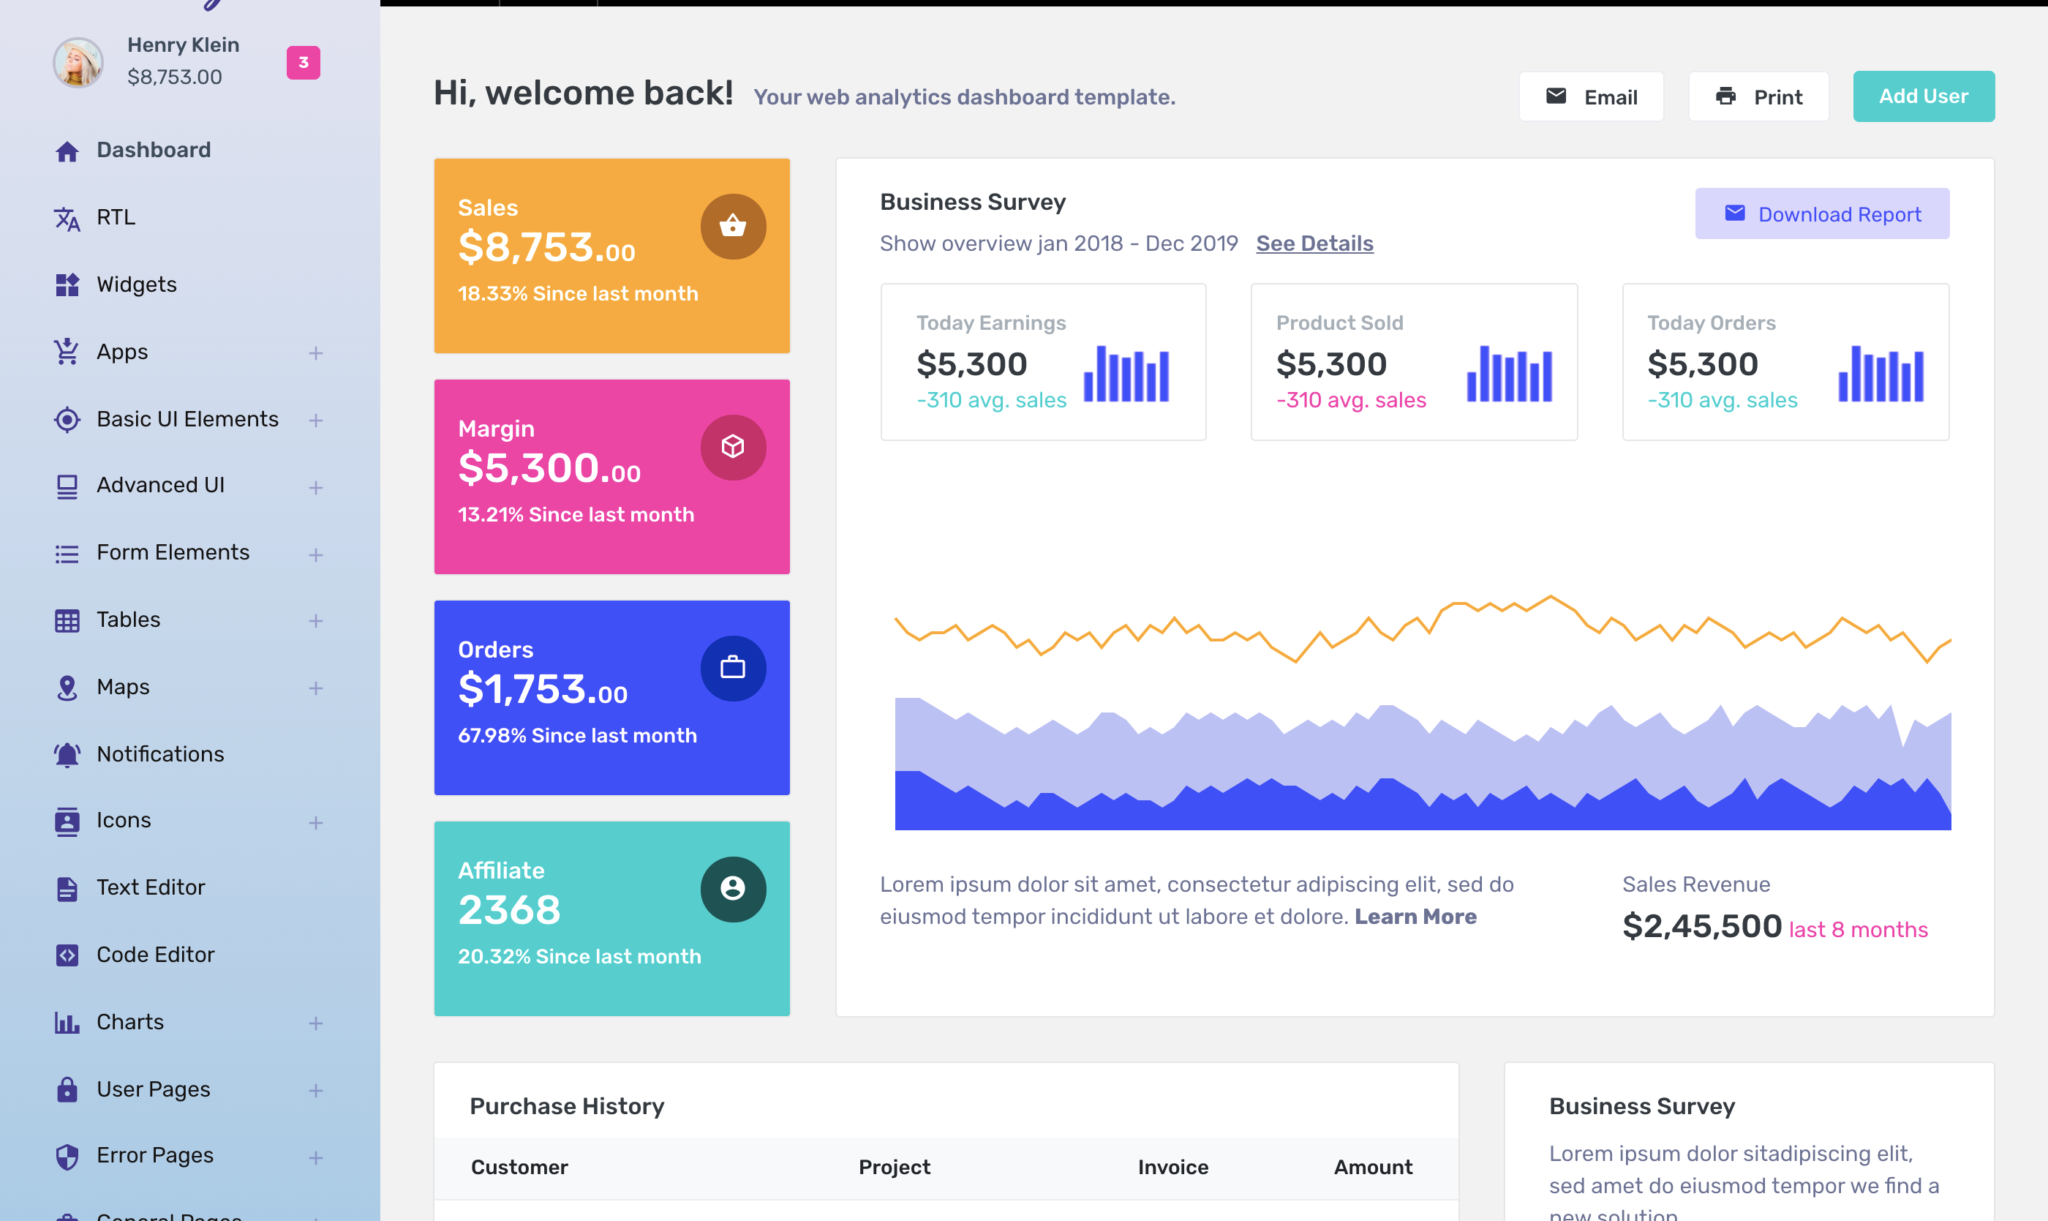 Henry Klein
$8,753.00
3
Dashboard
RTL
Widgets
Apps
Basic UI Elements
Advanced UI
Form Elements
Tables
Maps
Notifications
Icons
Text Editor
Code Editor
Charts
User Pages
Error Pages
General Pages
Hi, welcome back! Your web analytics dashboard template.
Email
Print
Add User
Sales
$8,753.00
18.33% Since last month
Margin
$5,300.00
13.21% Since last month
Orders
$1,753.00
67.98% Since last month
Affiliate
2368
20.32% Since last month
Business Survey
Show overview jan 2018 - Dec 2019 See Details
Download Report
Today Earnings
$5,300
-310 avg. sales
Product Sold
$5,300
-310 avg. sales
Today Orders
$5,300
-310 avg. sales
Lorem ipsum dolor sit amet, consectetur adipiscing elit, sed do
eiusmod tempor incididunt ut labore et dolore. Learn More
Sales Revenue
$2,45,500 last 8 months
Purchase History
Customer Project Invoice Amount
Business Survey
Lorem ipsum dolor sitadipiscing elit,
sed amet do eiusmod tempor we find a
new solution